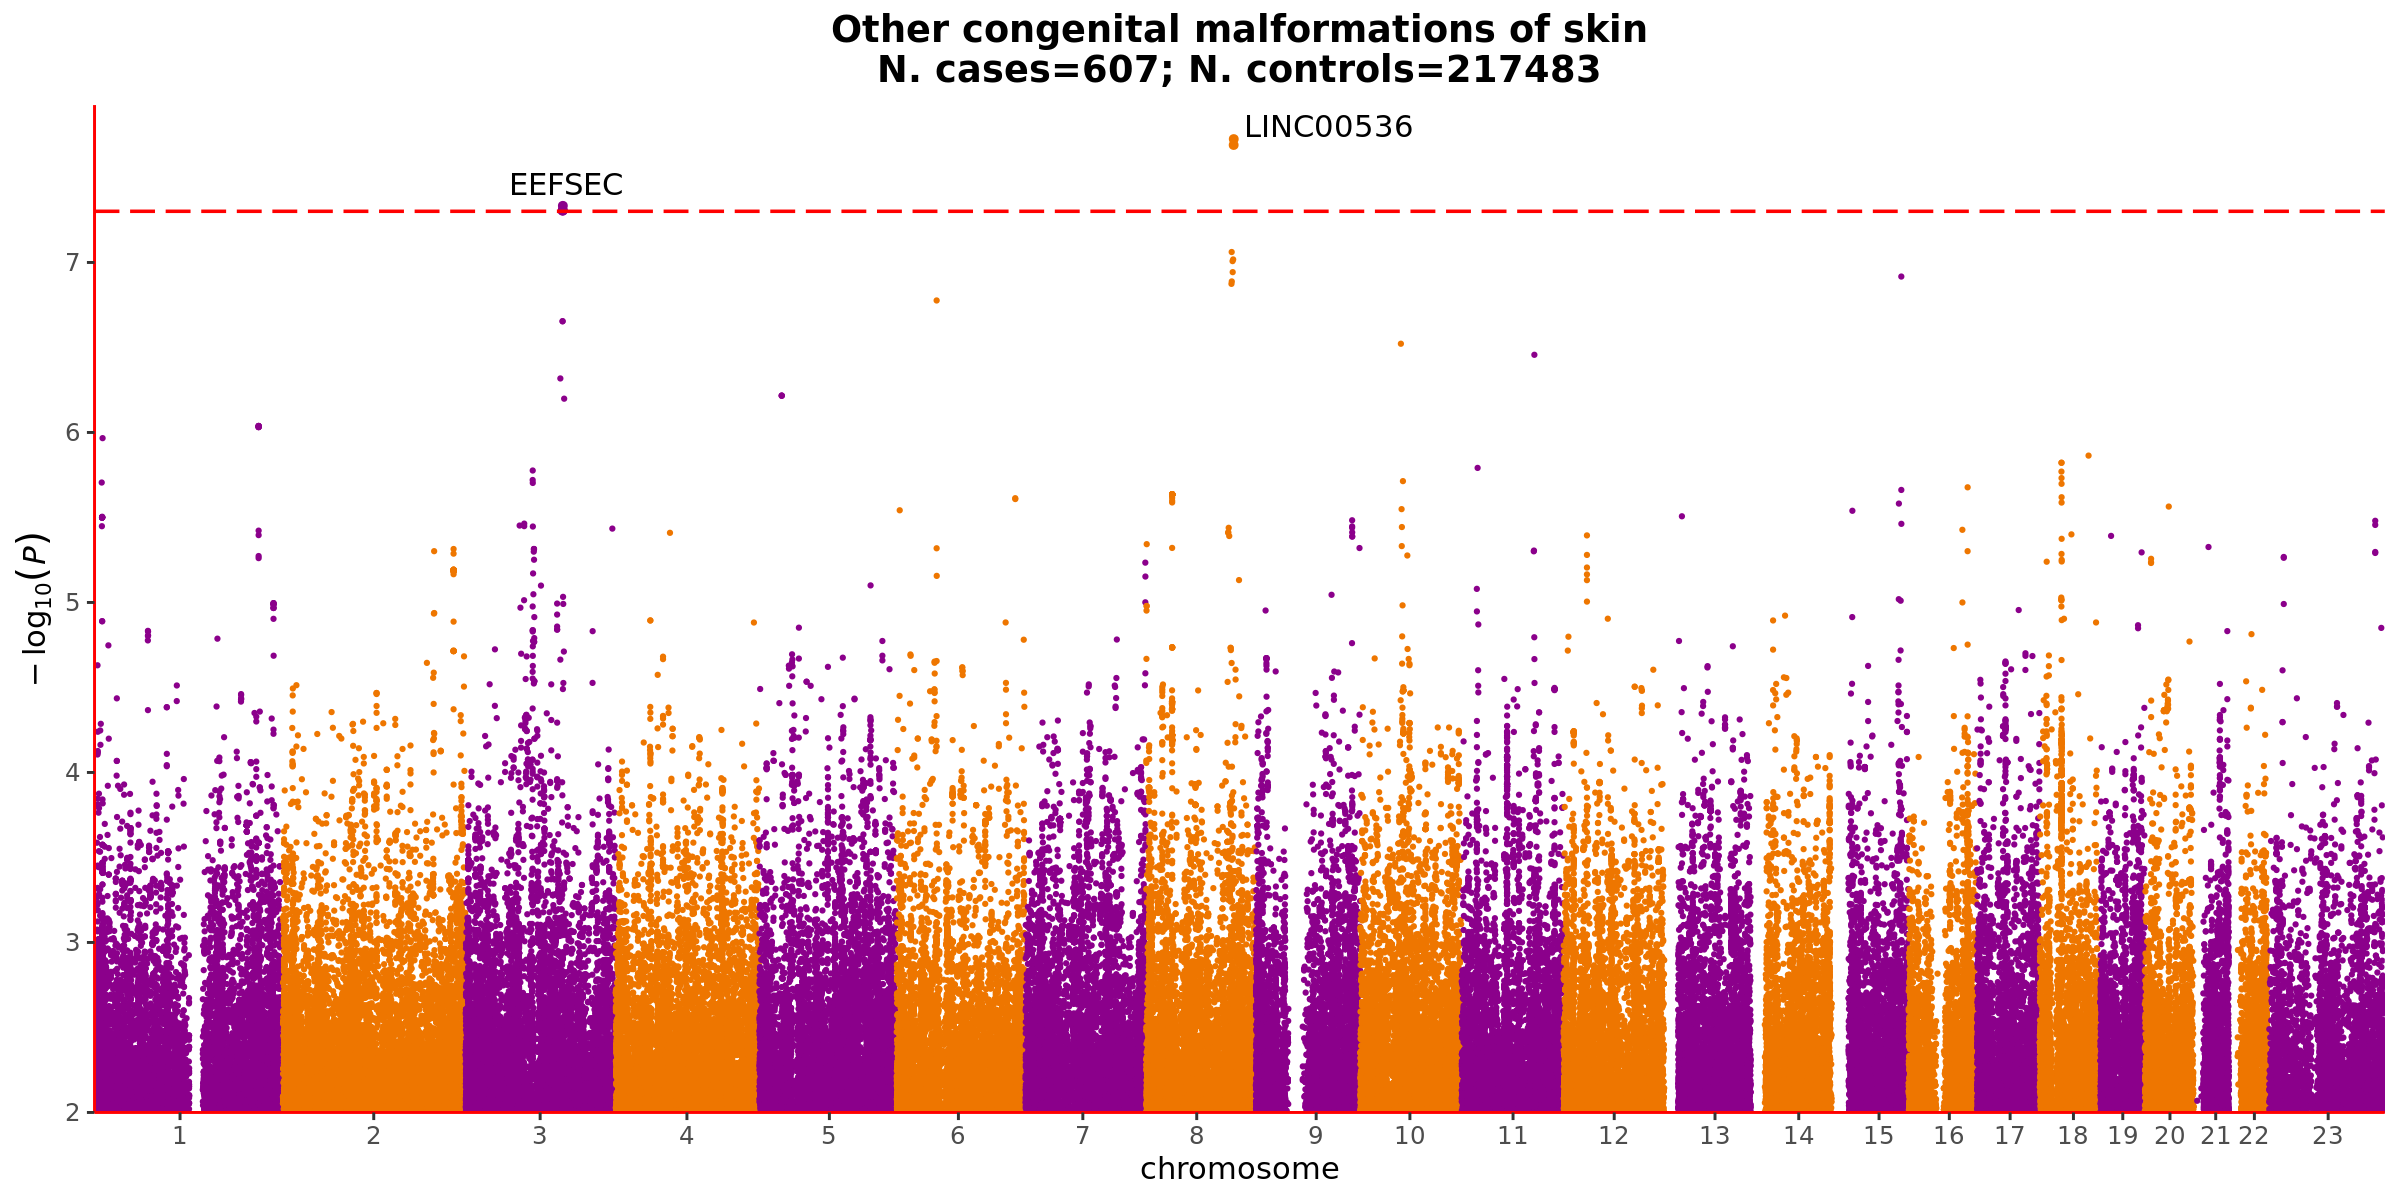 Other congenital malformations of skin
N. cases=607; N. controls=217483
LINC00536
EEFSEC
7
6
5
4
3
2
−log10(P)
1 2 3 4 5 6 7 8 9 10 11 12 13 14 15 16 17 18 19 20 21 22 23
chromosome